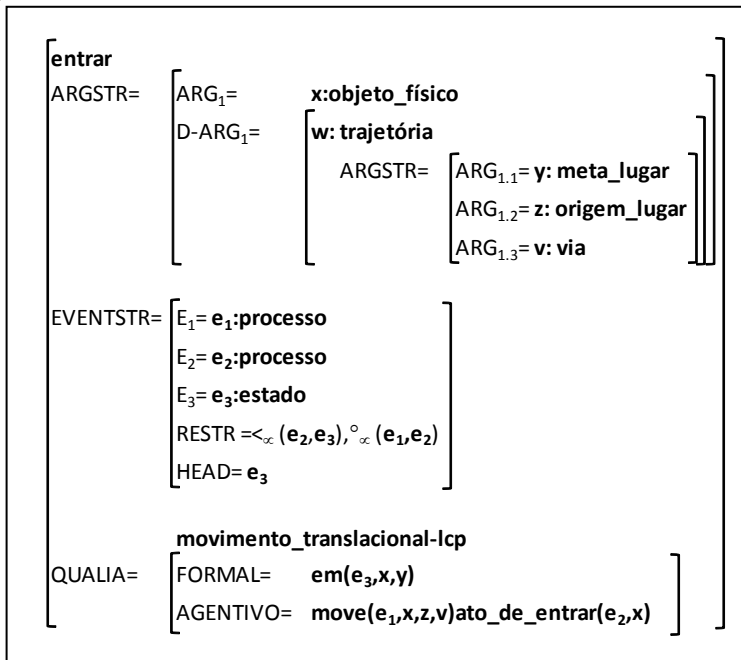 entrar
ARGSTR= ARG₁= x:objeto_físico
D-ARG₁= w: trajetória
ARGSTR= ARG₁.₁= y: meta_lugar
ARG₁.₂= z: origem_lugar
ARG₁.₃= v: via
EVENTSTR= E₁= e₁:processo
E₂= e₂:processo
E₃= e₃:estado
RESTR =<∝ (e₂,e₃),°∝ (e₁,e₂)
HEAD= e₃
movimento_translacional-lcp
QUALIA= FORMAL= em(e₃,x,y)
AGENTIVO= move(e₁,x,z,v)ato_de_entrar(e₂,x)